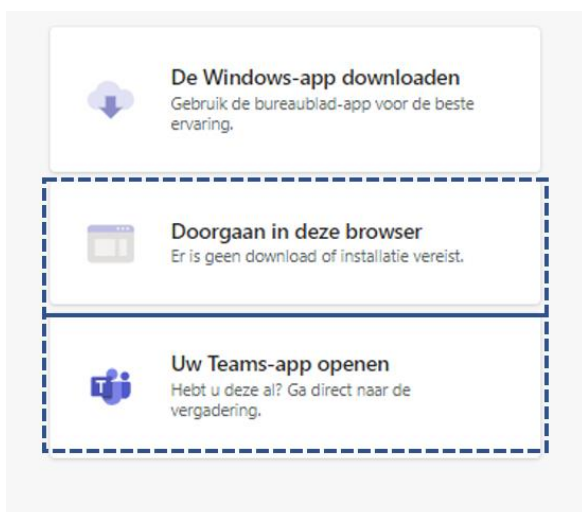 De Windows-app downloaden
Gebruik de bureaublad-app voor de beste
ervaring.
Doorgaan in deze browser
Er is geen download of installatie vereist.
Uw Teams-app openen
Hebt u deze al? Ga direct naar de
vergadering.